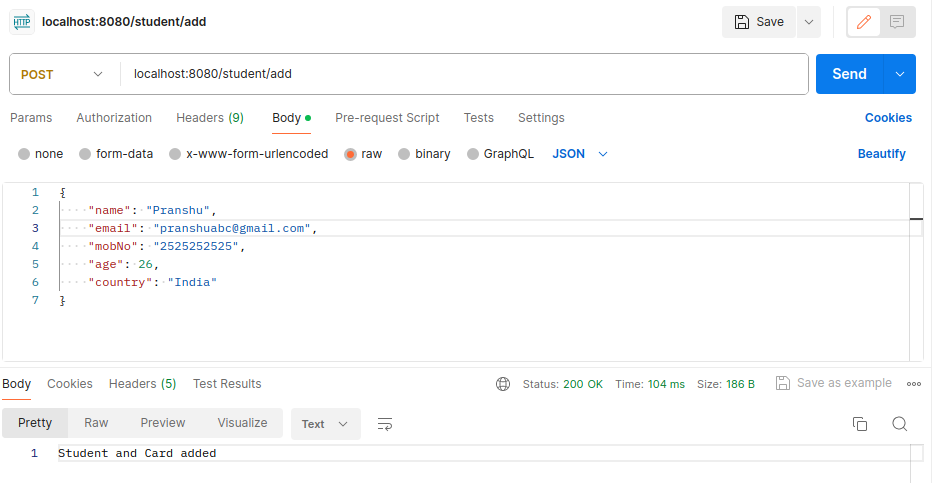 HTTP localhost:8080/student/add Save
POST localhost:8080/student/add Send
Params Authorization Headers (9) Body Pre-request Script Tests Settings Cookies
none form-data x-www-form-urlencoded raw binary GraphQL JSON Beautify
1 {
2 "name": "Pranshu",
3 "email": "pranshuabc@gmail.com",
4 "mobNo": "2525252525",
5 "age": 26,
6 "country": "India"
7 }
Body Cookies Headers (5) Test Results Status: 200 OK Time: 104 ms Size: 186 B Save as example
Pretty Raw Preview Visualize Text
1 Student and Card added